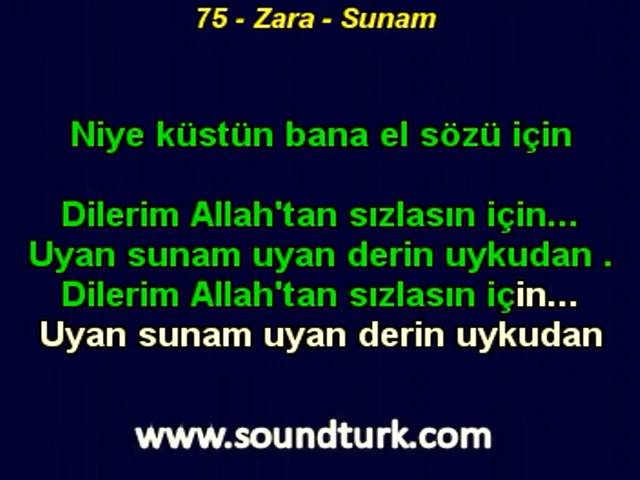 75 - Zara - Sunam
Niye küstün bana el sözü için
Dilerim Allah'tan sızlasın için...
Uyan sunam uyan derin uykudan .
Dilerim Allah'tan sızlasın için...
Uyan sunam uyan derin uykudan
www.soundturk.com